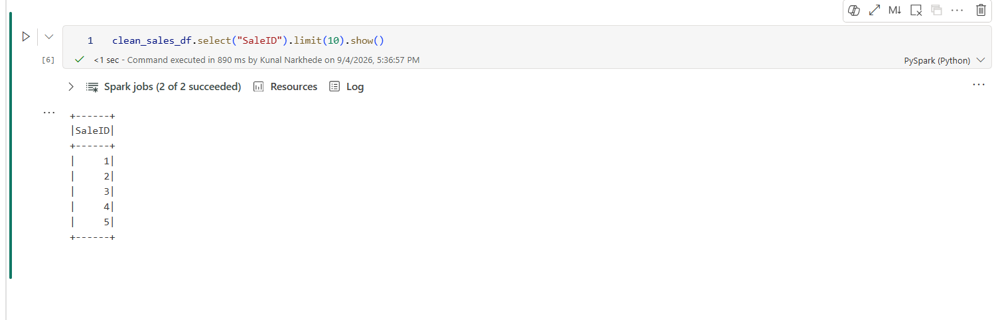 M↓
1 clean_sales_df.select("SaleID").limit(10).show()
[6] <1 sec - Command executed in 890 ms by Kunal Narkhede on 9/4/2026, 5:36:57 PM PySpark (Python)
Spark jobs (2 of 2 succeeded) Resources Log
+------+
|SaleID|
+------+
|     1|
|     2|
|     3|
|     4|
|     5|
+------+